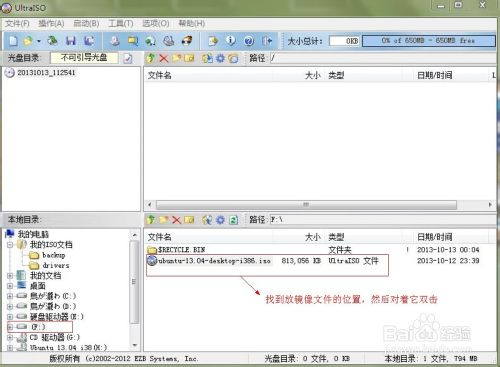 UltraISO
文件(F) 操作(A) 启动(B) 工具(T) 选项(O) 帮助(H)
大小总计: 0KB 0% of 650MB - 650MB free
光盘目录: 不可引导光盘 路径: /
20131013_112541
文件名 大小 类型 日期/时间 L
本地目录: 路径: F:\
我的电脑
我的ISO文档
backup
drivers
我的文档
桌面
(C:)
(D:)
硬盘驱动器(E:)
(F:)
CD 驱动器(G:)
Ubuntu 13.04 i38(H:)
文件名 大小 类型 日期/时间
$RECYCLE.BIN 文件夹 ! 2013-10-13 00:04
ubuntu-13.04-desktop-i386.iso 813,056 KB UltraISO 文件 2013-10-12 23:39
找到放镜像文件的位置，然后对着它双击
Baidu 经验
jingyan.baidu.com
版权所有 (c)2002-2012 EZB Systems, Inc. 光盘目录: 0 文件, 0 KB 本地目录: 1 文件, 794 MB